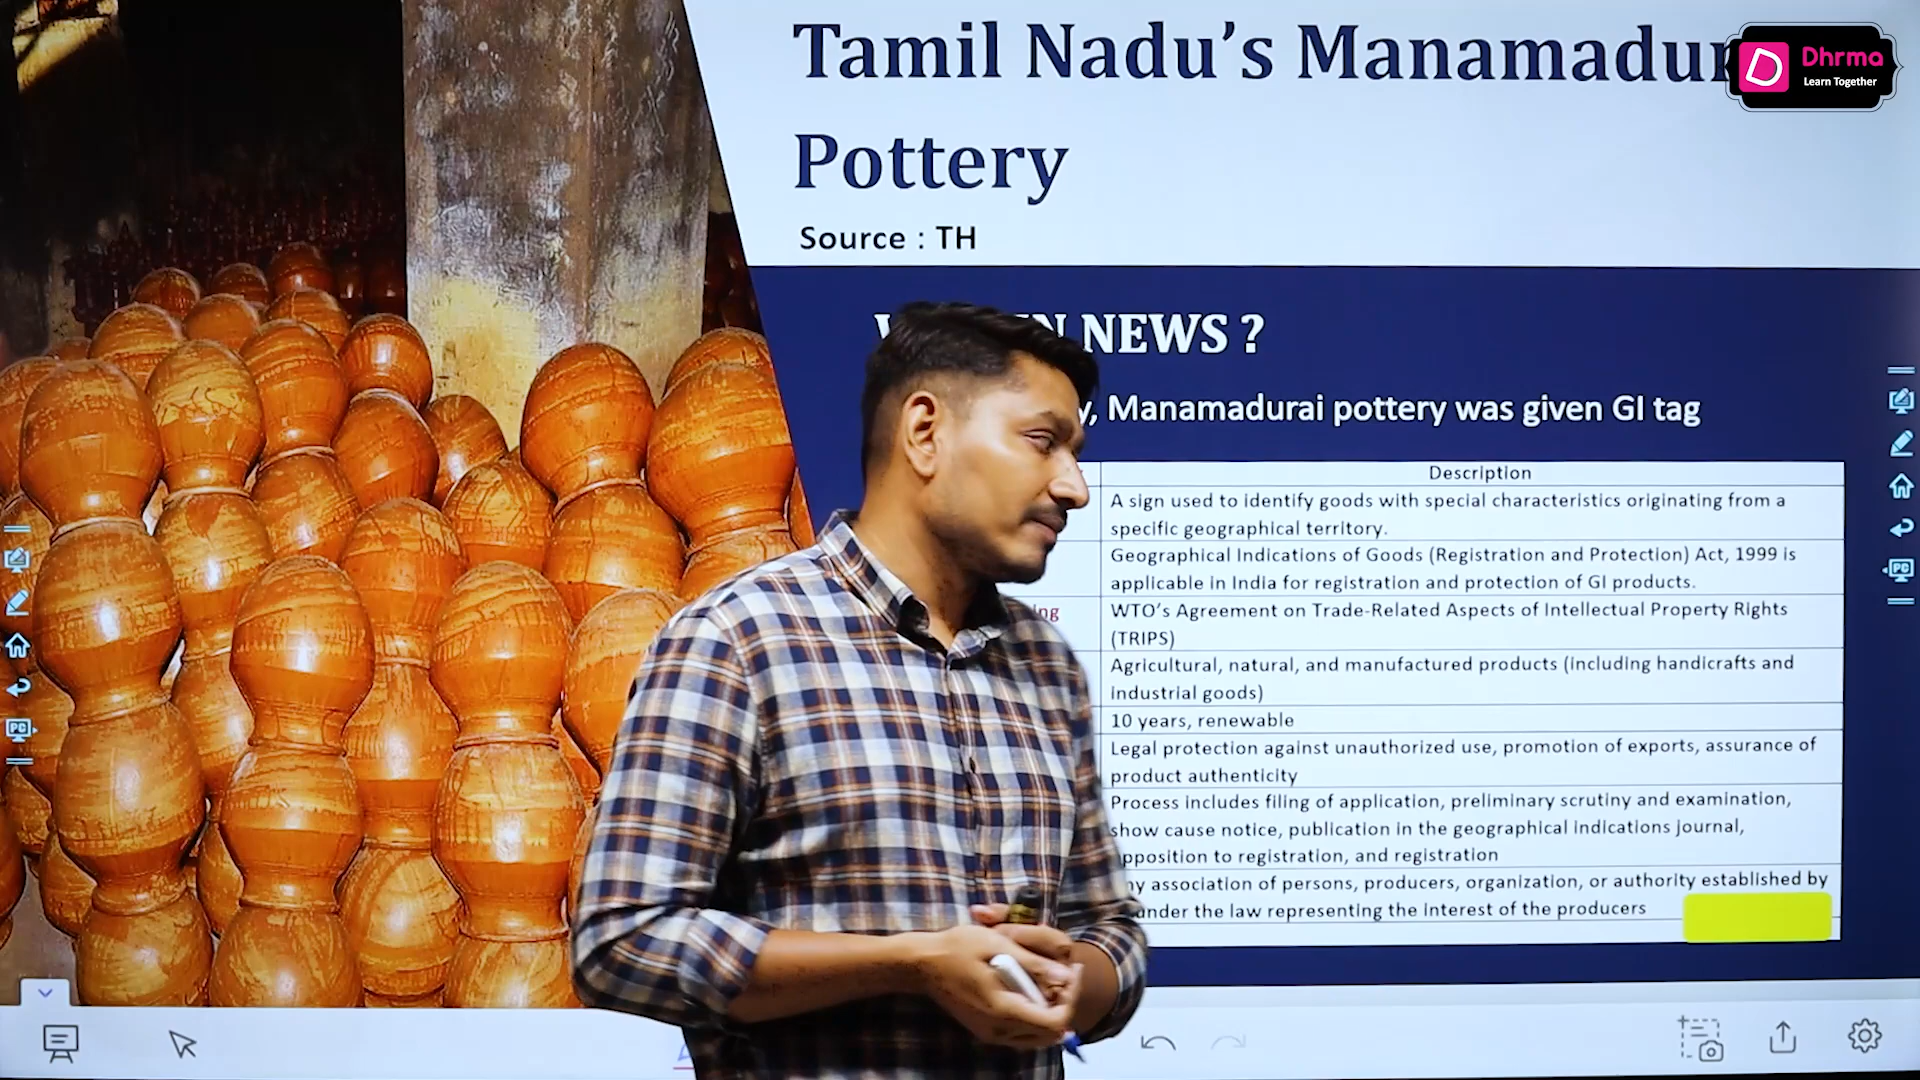 Tamil Nadu’s Manamadur
Dhrma
Learn Together
Pottery
Source : TH
IN NEWS ?
y, Manamadurai pottery was given GI tag
Description
A sign used to identify goods with special characteristics originating from a
specific geographical territory.
Geographical Indications of Goods (Registration and Protection) Act, 1999 is
applicable in India for registration and protection of GI products.
ing
WTO’s Agreement on Trade-Related Aspects of Intellectual Property Rights
(TRIPS)
Agricultural, natural, and manufactured products (including handicrafts and
industrial goods)
10 years, renewable
Legal protection against unauthorized use, promotion of exports, assurance of
product authenticity
Process includes filing of application, preliminary scrutiny and examination,
show cause notice, publication in the geographical indications journal,
pposition to registration, and registration
ny association of persons, producers, organization, or authority established by
under the law representing the interest of the producers
PC
PC